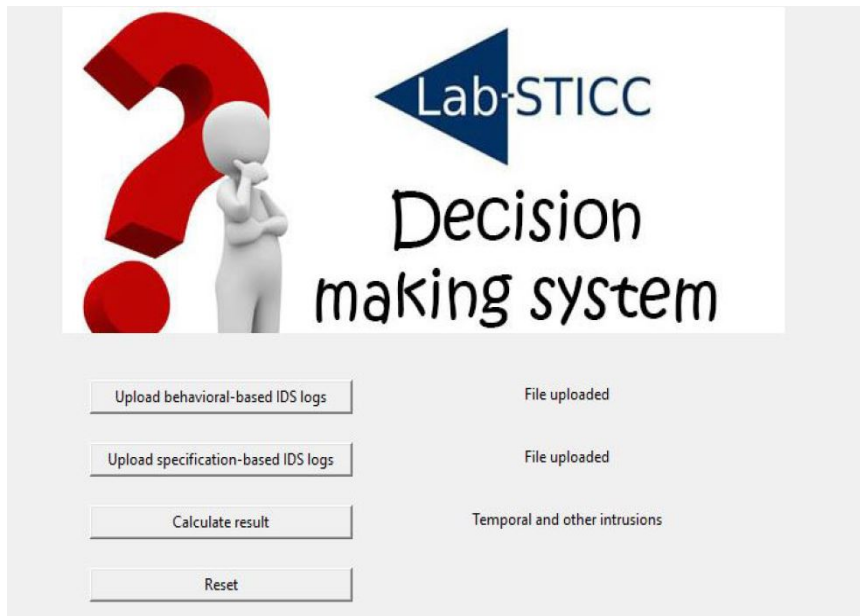 Lab-STICC
Decision
making system
Upload behavioral-based IDS logs
File uploaded
Upload specification-based IDS logs
File uploaded
Calculate result
Temporal and other intrusions
Reset